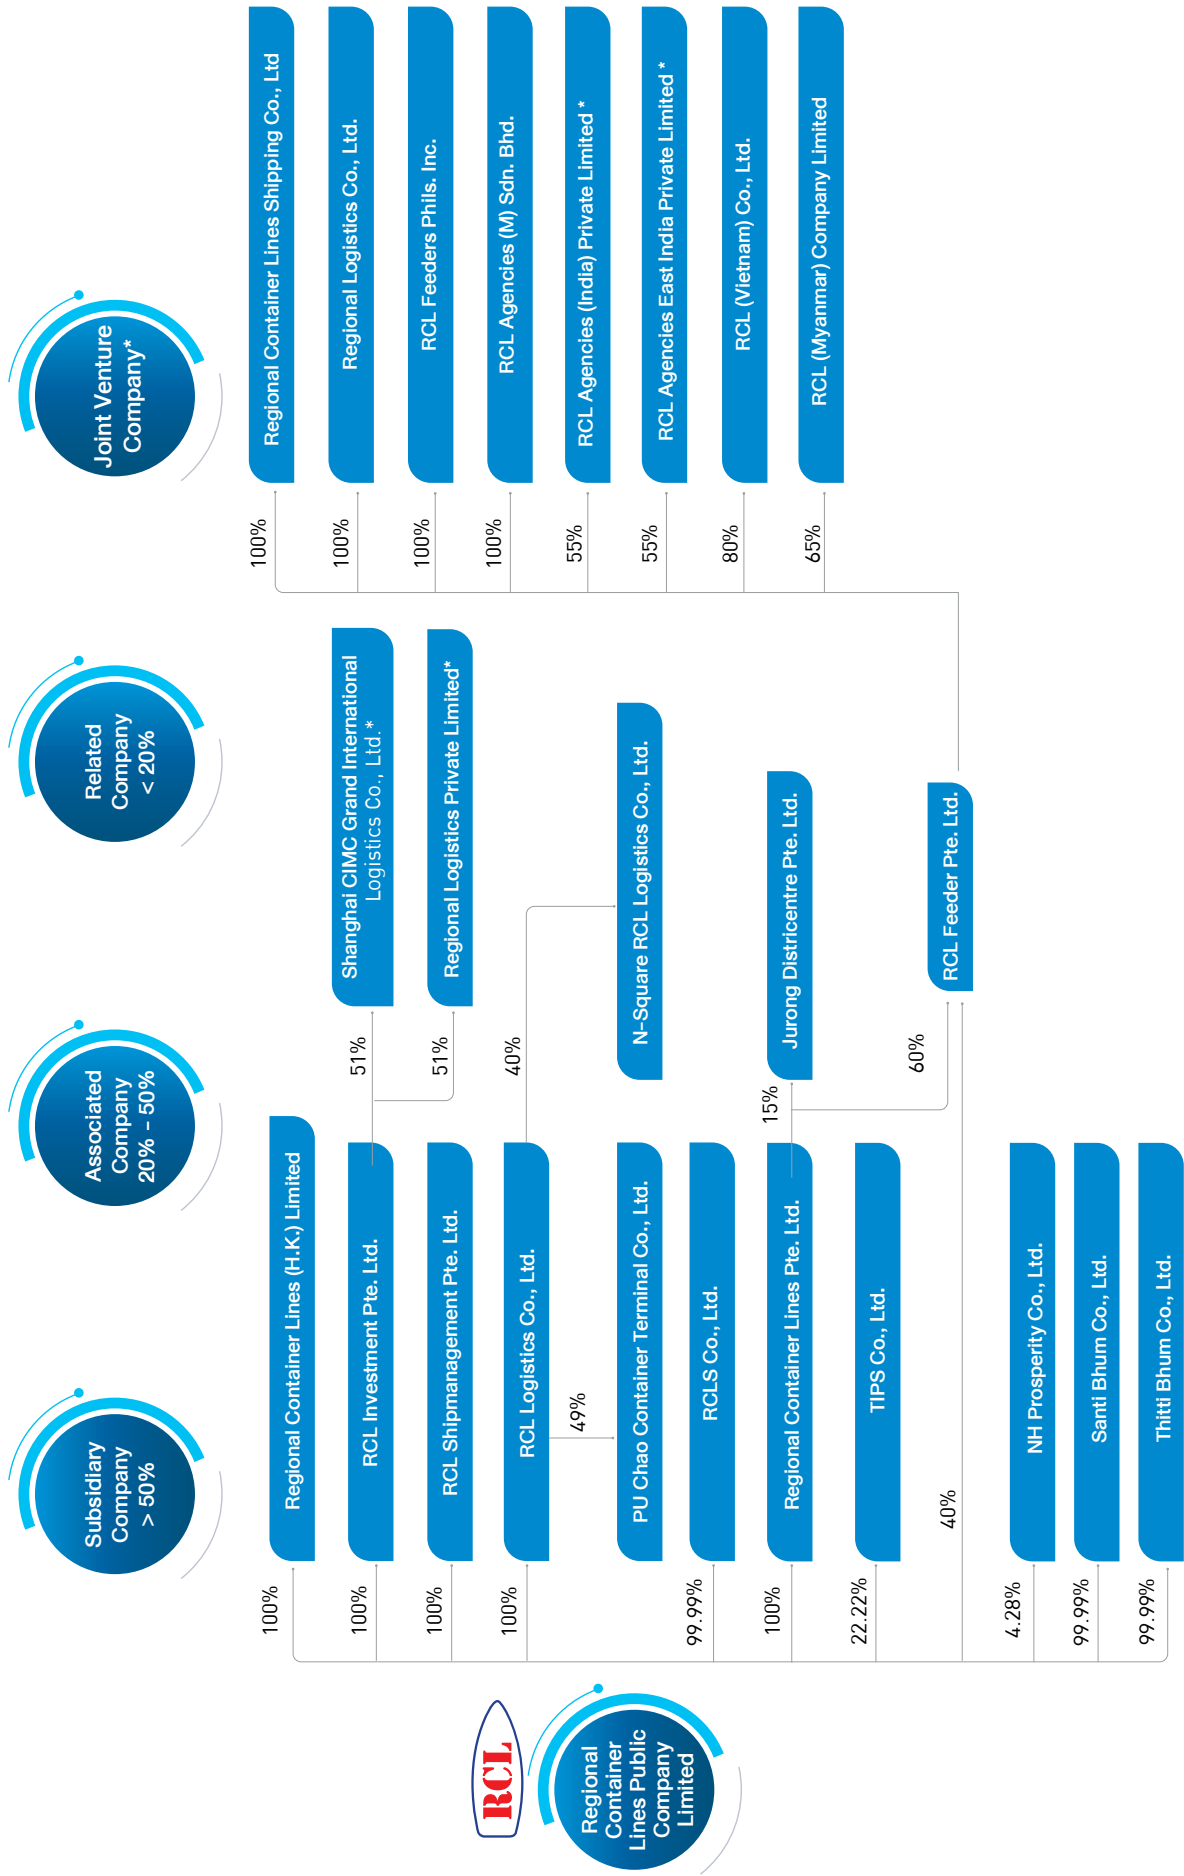 RCL
Regional
Container
Lines Public
Company
Limited
Subsidiary
Company
> 50%
Associated
Company
20% – 50%
Related
Company
< 20%
Joint Venture
Company*
100%
Regional Container Lines (H.K.) Limited
100%
RCL Investment Pte. Ltd.
51%
Shanghai CIMC Grand International
Logistics Co., Ltd.*
51%
Regional Logistics Private Limited*
100%
RCL Shipmanagement Pte. Ltd.
100%
RCL Logistics Co., Ltd.
40%
N-Square RCL Logistics Co., Ltd.
49%
PU Chao Container Terminal Co., Ltd.
99.99%
RCLS Co., Ltd.
100%
Regional Container Lines Pte. Ltd.
15%
Jurong Districentre Pte. Ltd.
60%
22.22%
TIPS Co., Ltd.
40%
RCL Feeder Pte. Ltd.
4.28%
NH Prosperity Co., Ltd.
99.99%
Santi Bhum Co., Ltd.
99.99%
Thitti Bhum Co., Ltd.
100%
Regional Container Lines Shipping Co., Ltd
100%
Regional Logistics Co., Ltd.
100%
RCL Feeders Phils. Inc.
100%
RCL Agencies (M) Sdn. Bhd.
55%
RCL Agencies (India) Private Limited *
55%
RCL Agencies East India Private Limited *
80%
RCL (Vietnam) Co., Ltd.
65%
RCL (Myanmar) Company Limited